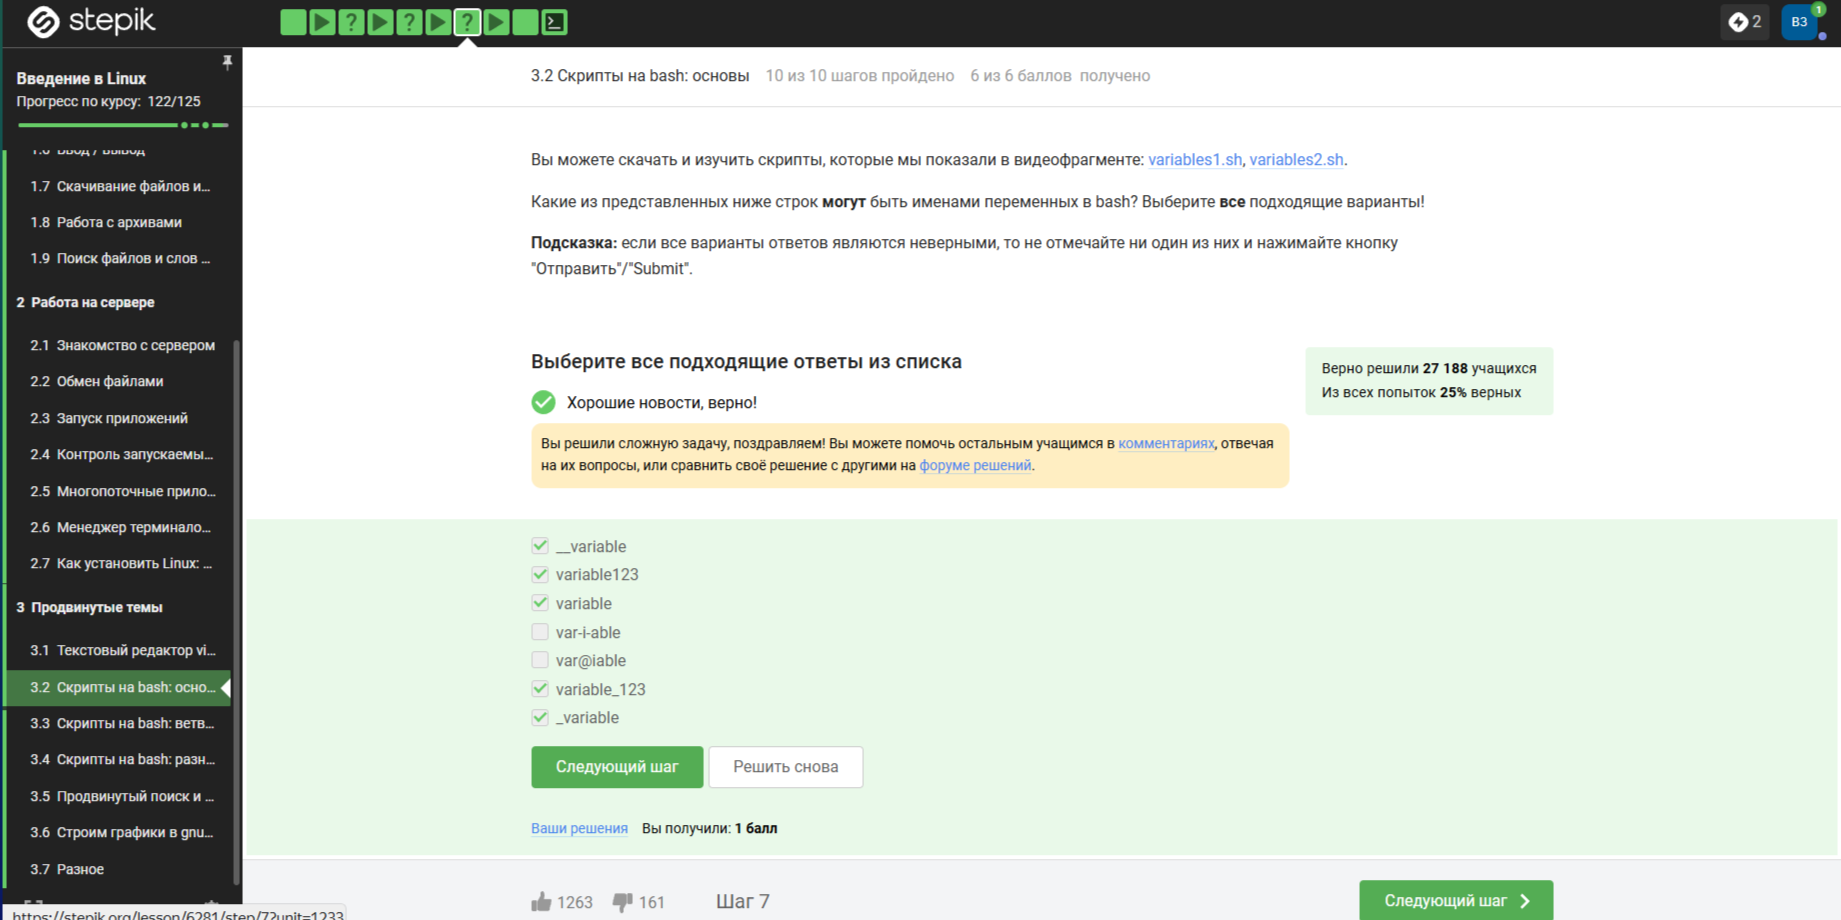 stepik
2
ВЗ
1
Введение в Linux
Прогресс по курсу: 122/125
1.6 Ввод / вывод
1.7 Скачивание файлов и...
1.8 Работа с архивами
1.9 Поиск файлов и слов ...
2 Работа на сервере
2.1 Знакомство с сервером
2.2 Обмен файлами
2.3 Запуск приложений
2.4 Контроль запускаемы...
2.5 Многопоточные прило...
2.6 Менеджер терминало...
2.7 Как установить Linux: ...
3 Продвинутые темы
3.1 Текстовый редактор vi...
3.2 Скрипты на bash: осно...
3.3 Скрипты на bash: ветв...
3.4 Скрипты на bash: разн...
3.5 Продвинутый поиск и ...
3.6 Строим графики в gnu...
3.7 Разное
https://stepik.org/lesson/6281/step/7?unit=1233
3.2 Скрипты на bash: основы 10 из 10 шагов пройдено 6 из 6 баллов получено
Вы можете скачать и изучить скрипты, которые мы показали в видеофрагменте: variables1.sh, variables2.sh.
Какие из представленных ниже строк могут быть именами переменных в bash? Выберите все подходящие варианты!
Подсказка: если все варианты ответов являются неверными, то не отмечайте ни один из них и нажимайте кнопку
"Отправить"/"Submit".
Выберите все подходящие ответы из списка
Верно решили 27 188 учащихся
Из всех попыток 25% верных
Хорошие новости, верно!
Вы решили сложную задачу, поздравляем! Вы можете помочь остальным учащимся в комментариях, отвечая
на их вопросы, или сравнить своё решение с другими на форуме решений.
__variable
variable123
variable
var-i-able
var@iable
variable_123
_variable
Следующий шаг Решить снова
Ваши решения Вы получили: 1 балл
1263 161 Шаг 7
Следующий шаг